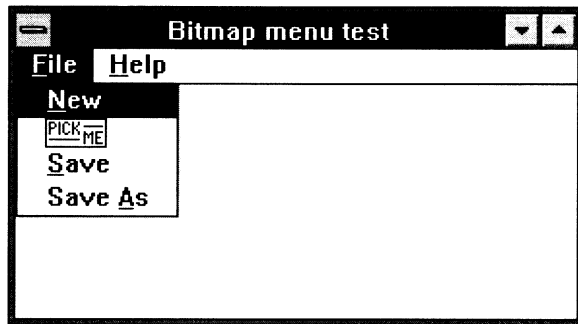 Bitmap menu test
File Help
New
PICK ME
Save
Save As